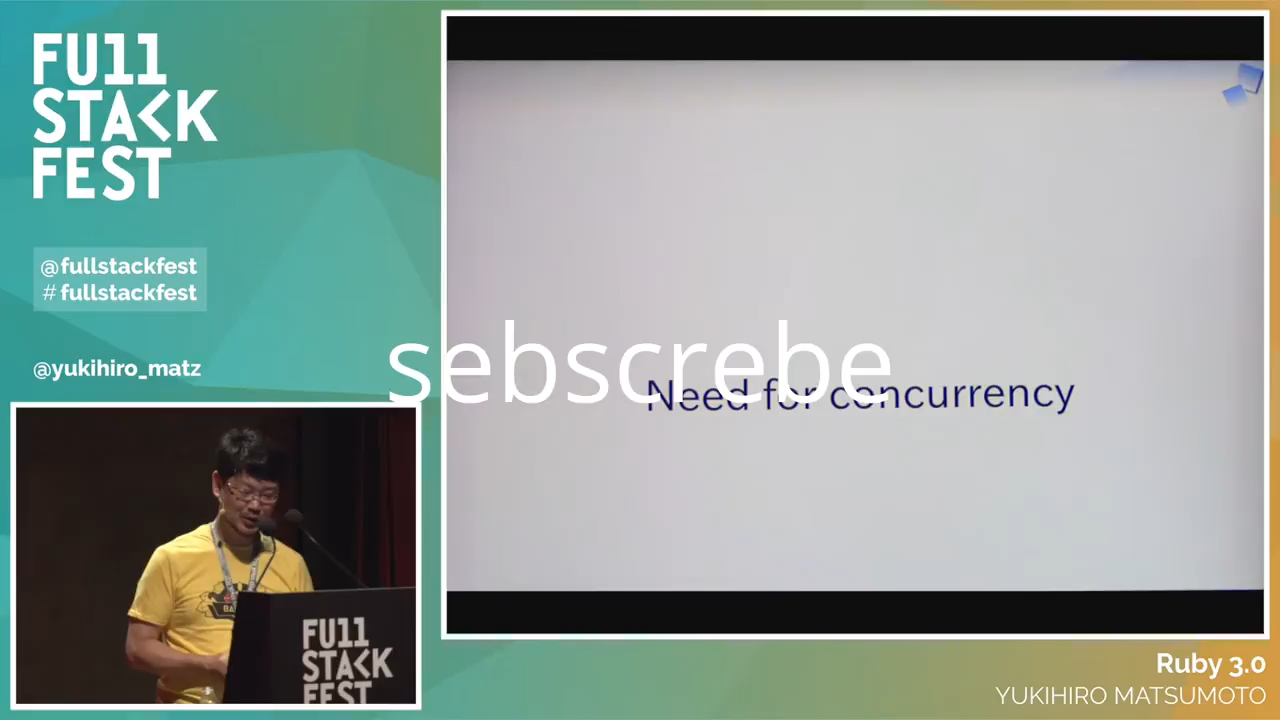 FU11
STACK
FEST
@fullstackfest
# fullstackfest
@yukihiro_matz
sebscrebe
Need for concurrency
FU11
STACK
FEST
Ruby 3.0
YUKIHIRO MATSUMOTO